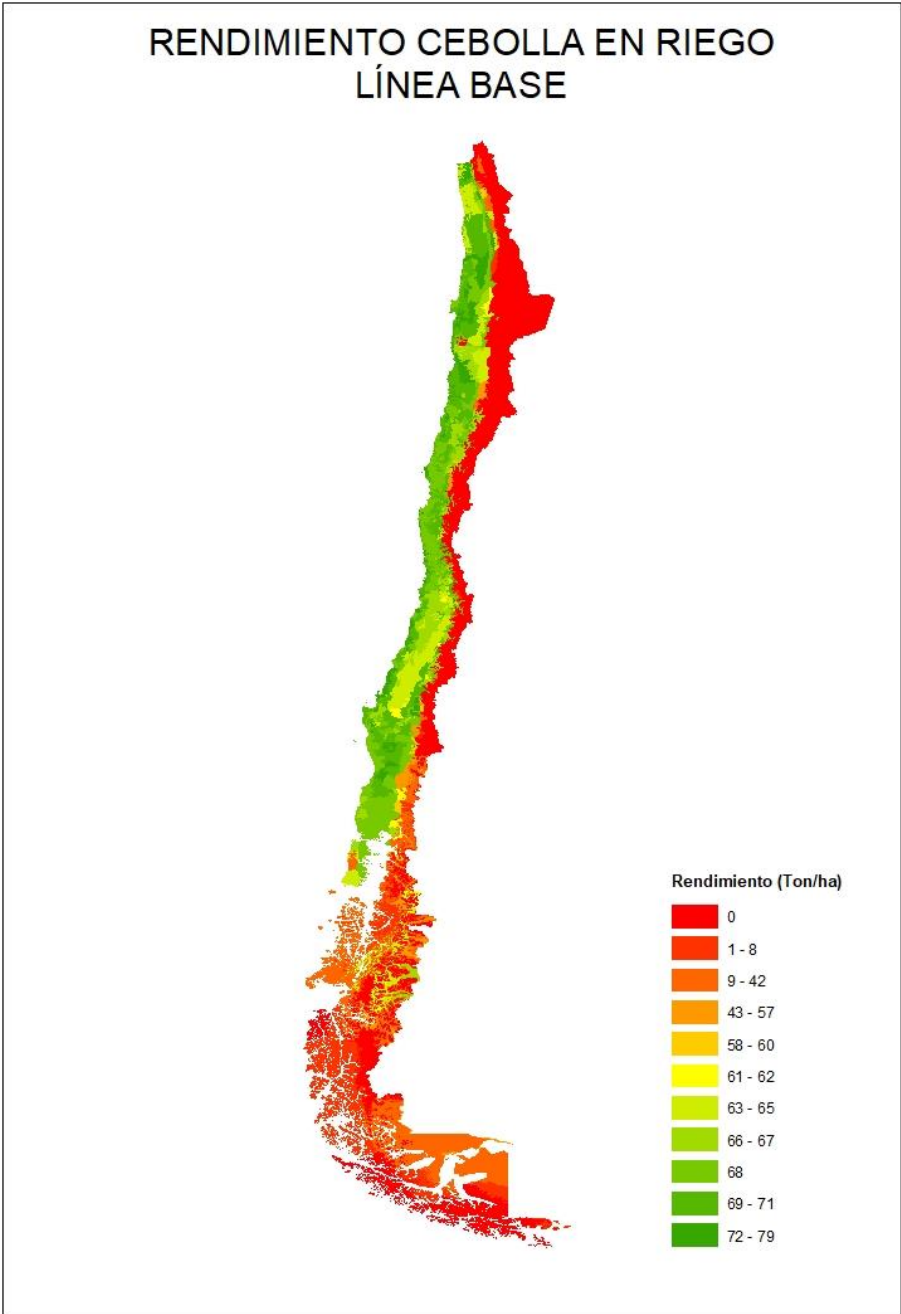 RENDIMIENTO CEBOLLA EN RIEGO
LÍNEA BASE
Rendimiento (Ton/ha)
0
1 - 8
9 - 42
43 - 57
58 - 60
61 - 62
63 - 65
66 - 67
68
69 - 71
72 - 79